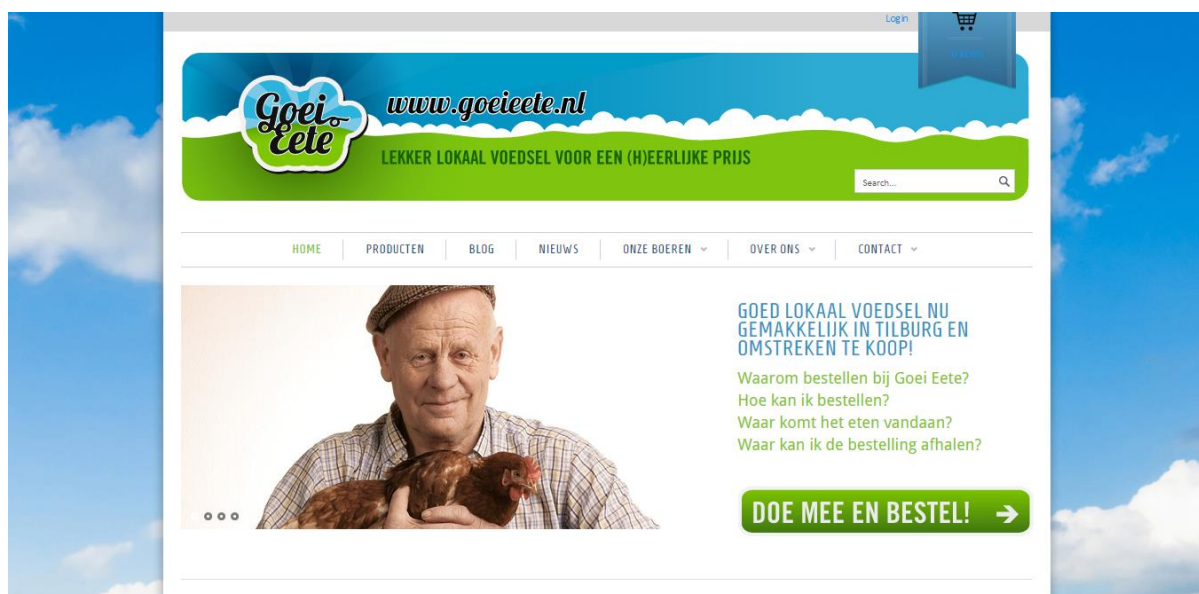 Login
Goei
Eete
www.goeieete.nl
LEKKER LOKAAL VOEDSEL VOOR EEN (H)EERLIJKE PRIJS
Search...
HOME
PRODUCTEN
BLOG
NIEUWS
ONZE BOEREN
OVER ONS
CONTACT
GOED LOKAAL VOEDSEL NU
GEMAKKELIJK IN TILBURG EN
OMSTREKEN TE KOOP!
Waarom bestellen bij Goei Eete?
Hoe kan ik bestellen?
Waar komt het eten vandaan?
Waar kan ik de bestelling afhalen?
DOE MEE EN BESTEL!